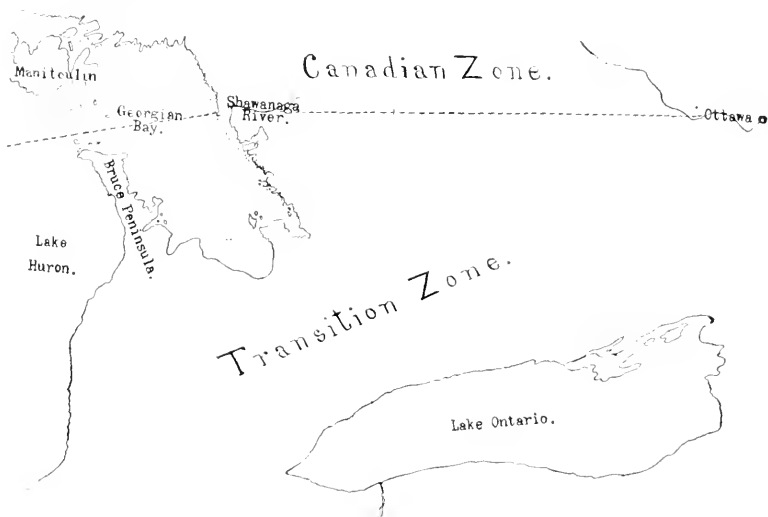 Canadian Zone.
Manitoulin
Georgian
Bay.
Shawanaga
River.
Ottawa
Bruce Peninsula.
Lake
Huron.
Transition Zone.
Lake Ontario.